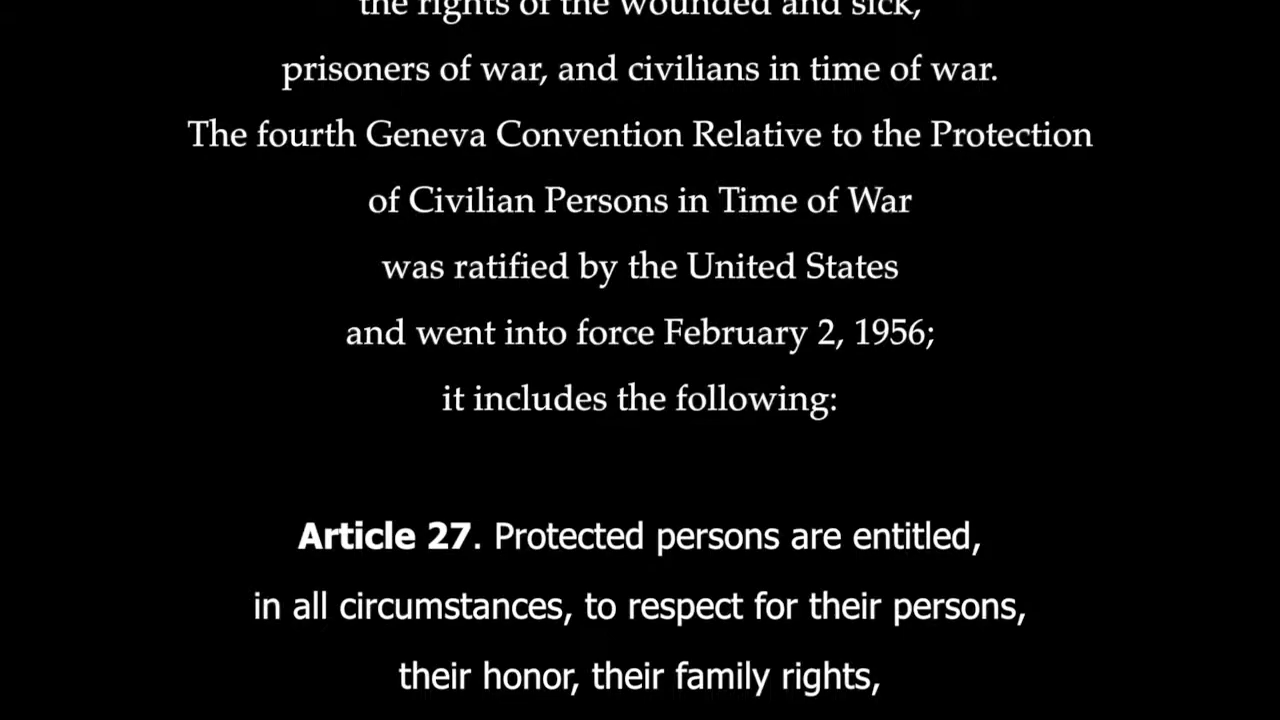 the rights of the wounded and sick,
prisoners of war, and civilians in time of war.
The fourth Geneva Convention Relative to the Protection
of Civilian Persons in Time of War
was ratified by the United States
and went into force February 2, 1956;
it includes the following:
Article 27. Protected persons are entitled,
in all circumstances, to respect for their persons,
their honor, their family rights,